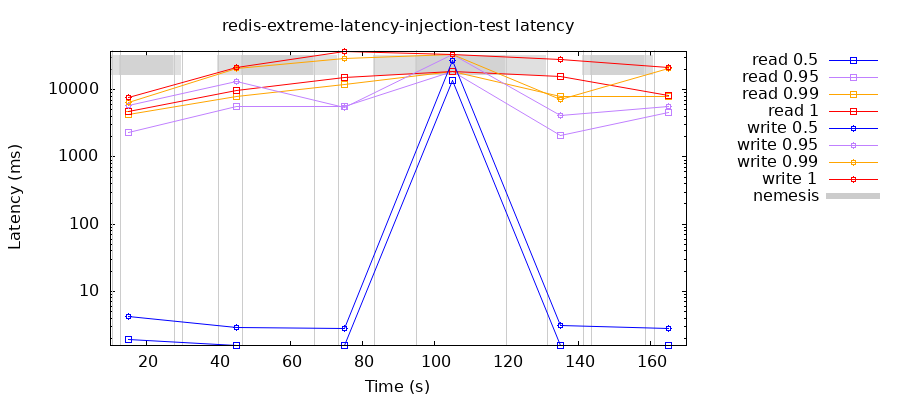 redis-extreme-latency-injection-test latency
Latency (ms)
10000
1000
100
10
20 40 60 80 100 120 140 160
Time (s)
read 0.5
read 0.95
read 0.99
read 1
write 0.5
write 0.95
write 0.99
write 1
nemesis